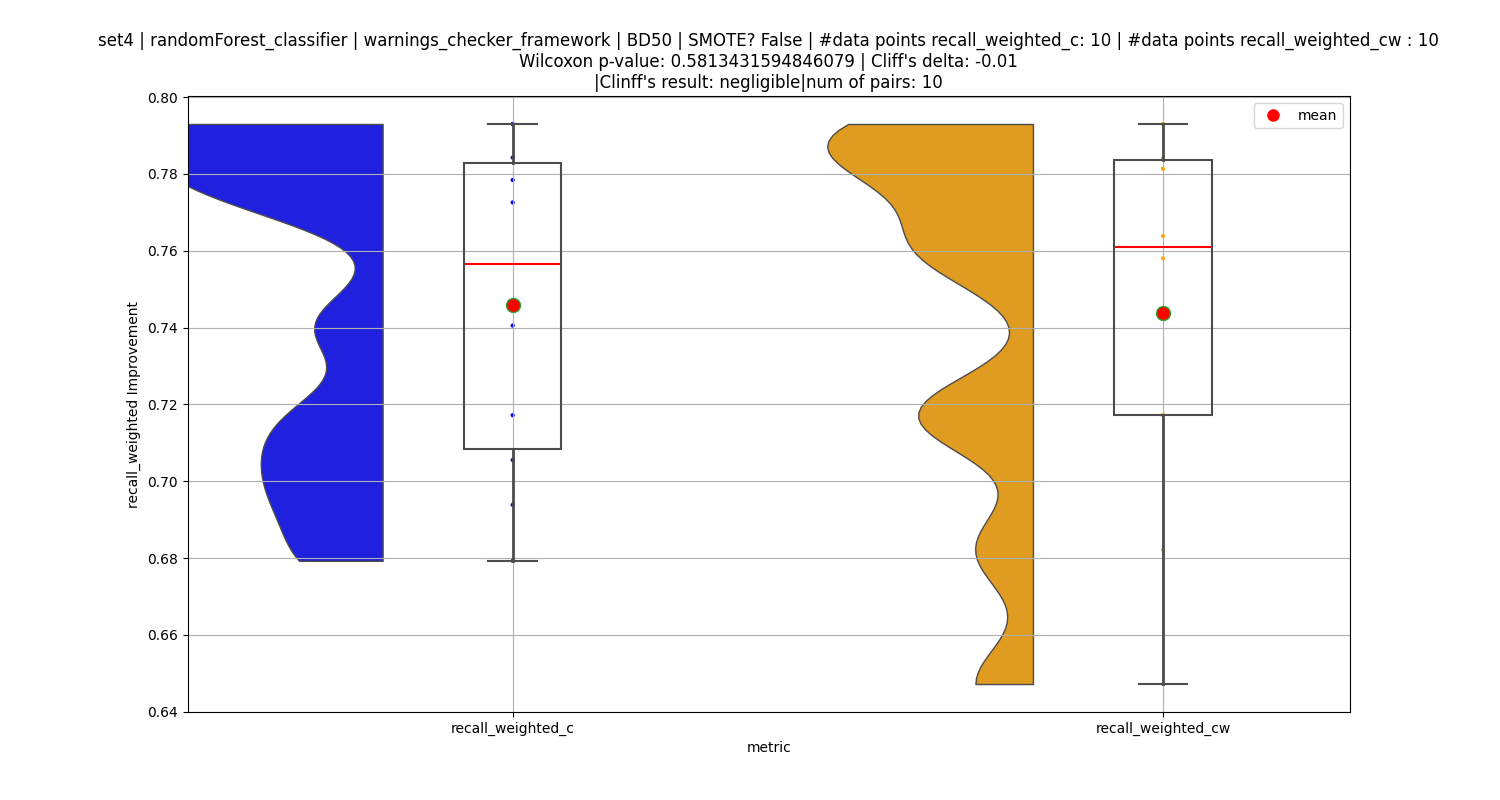 set4 | randomForest_classifier | warnings_checker_framework | BD50 | SMOTE? False | #data points recall_weighted_c: 10 | #data points recall_weighted_cw : 10
Wilcoxon p-value: 0.5813431594846079 | Cliff's delta: -0.01
|Clinff's result: negligible|num of pairs: 10
mean
recall_weighted Improvement
0.80
0.78
0.76
0.74
0.72
0.70
0.68
0.66
0.64
recall_weighted_c
recall_weighted_cw
metric